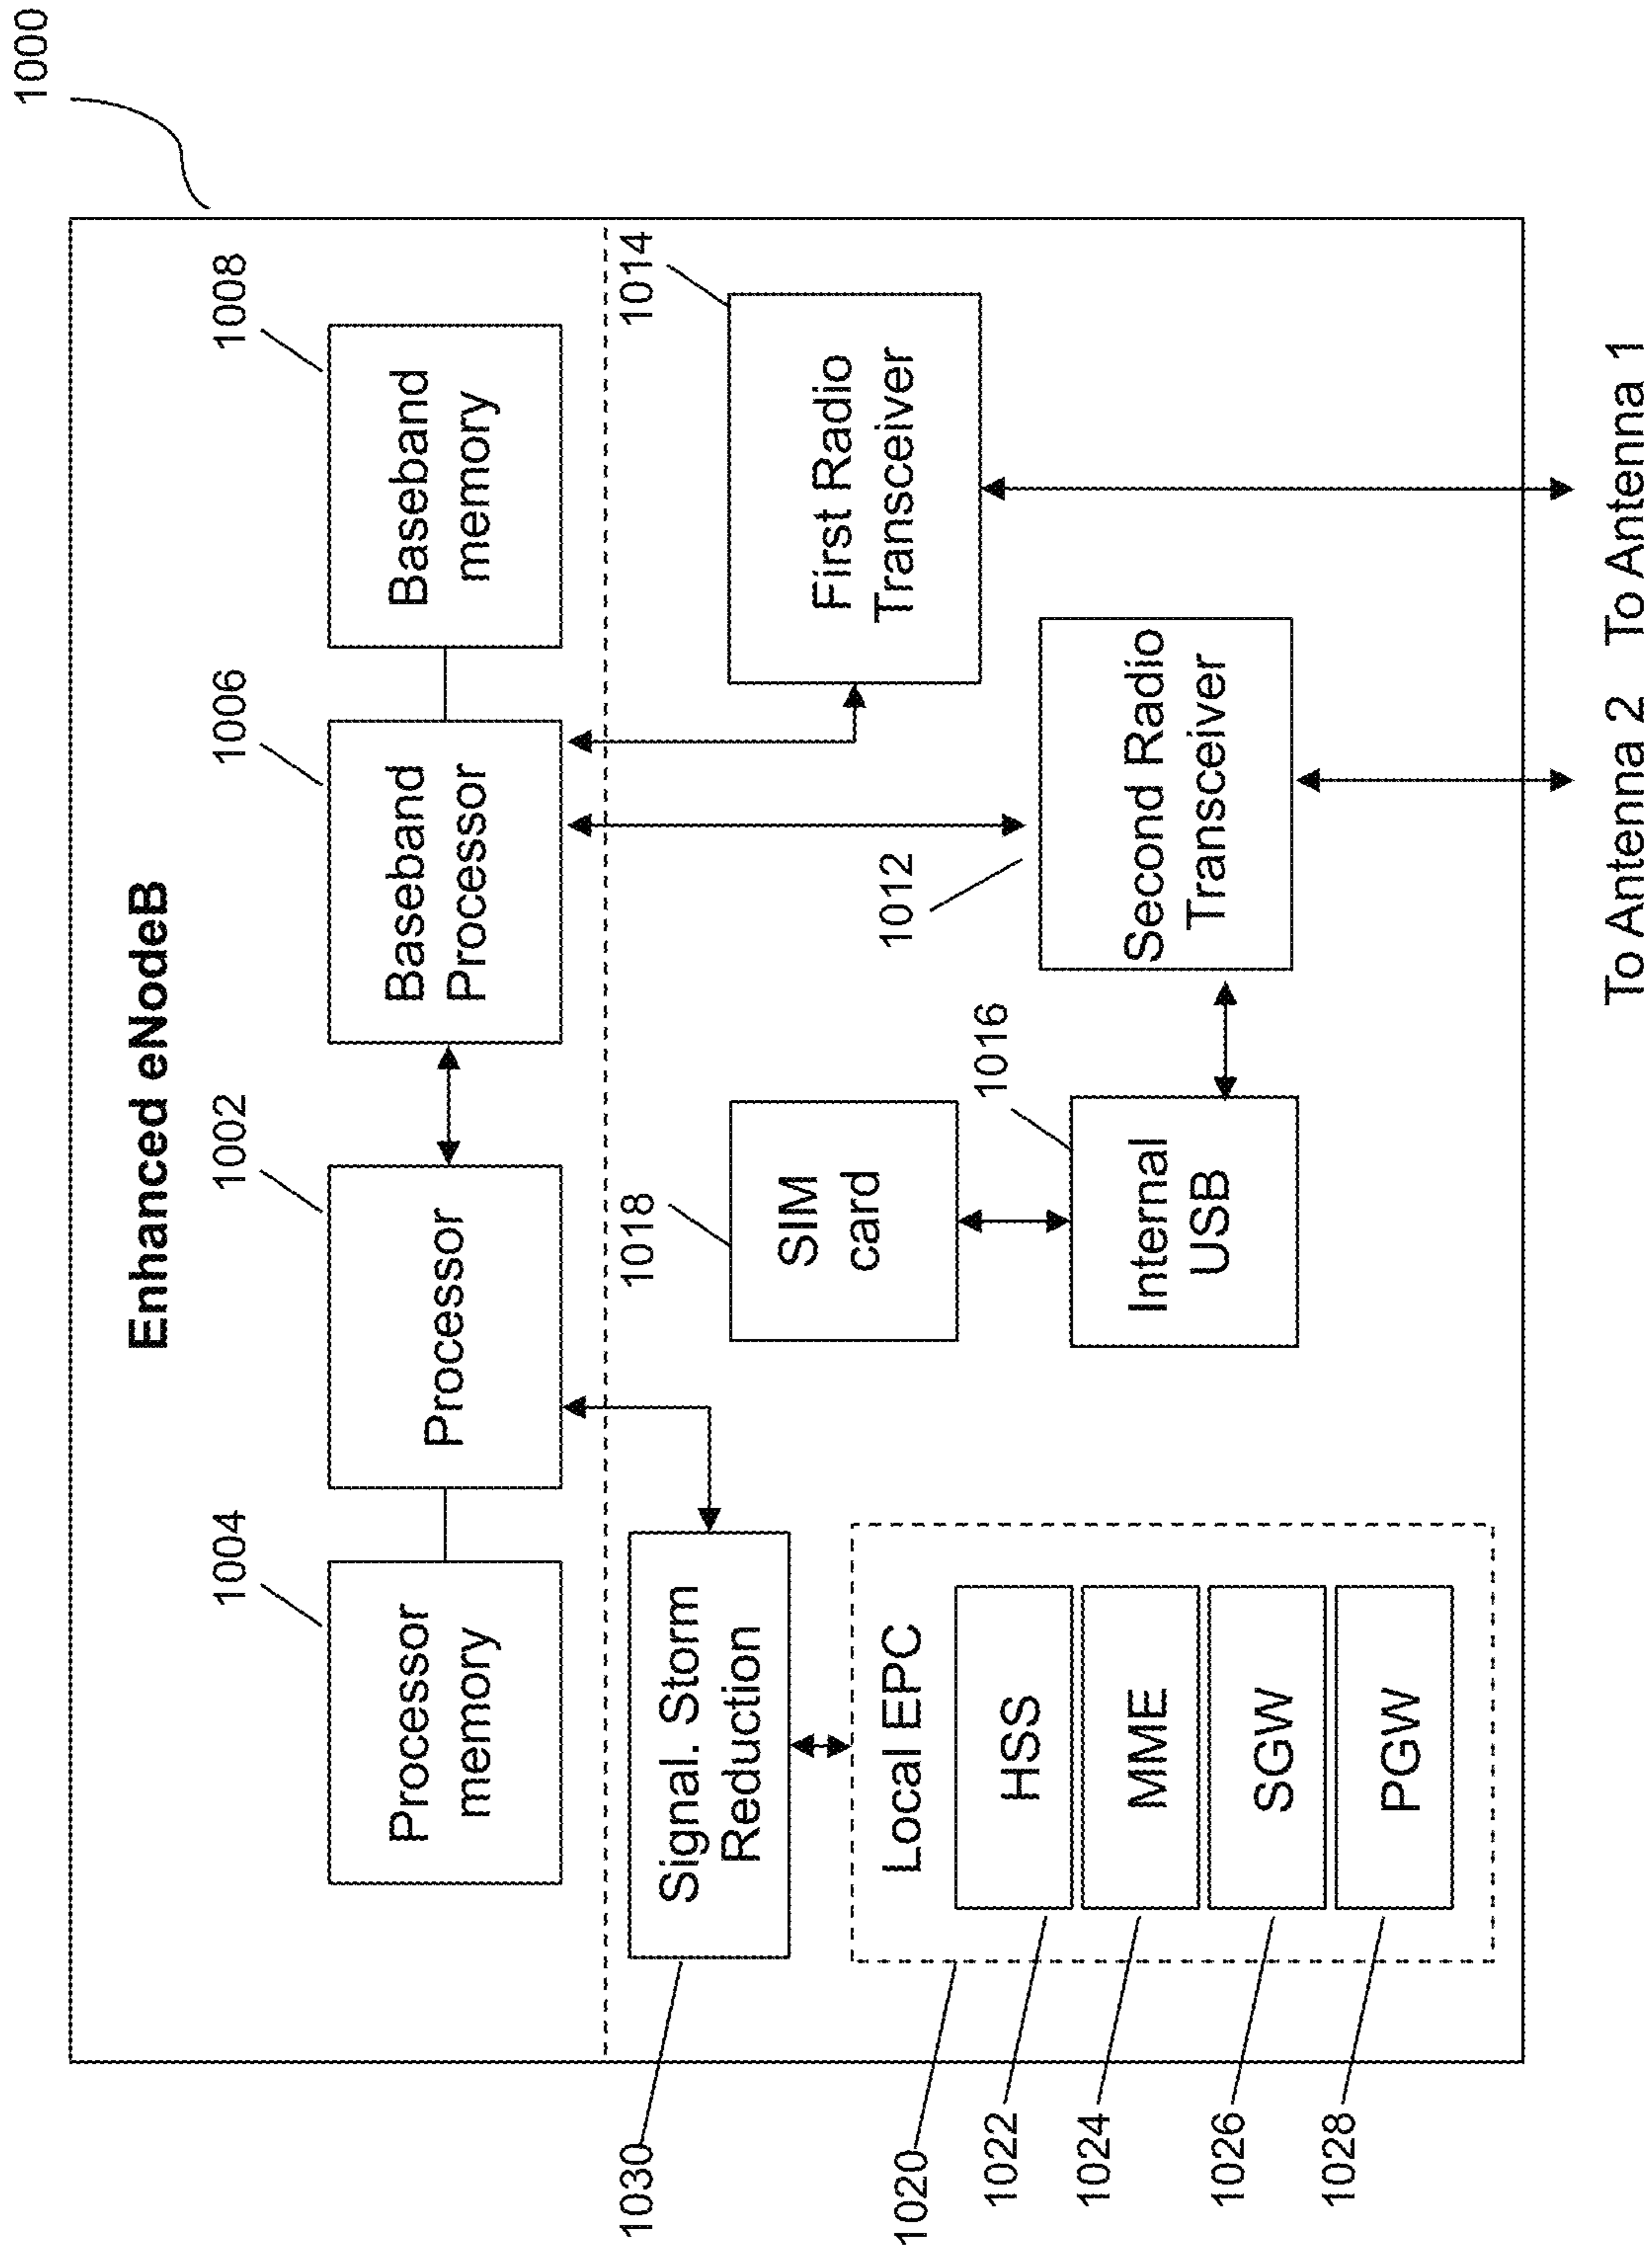 1000
Enhanced eNodeB
1004
1002
1006
1008
Processor
memory
Processor
Baseband
Processor
Baseband
memory
1030
Signal. Storm
Reduction
1018
SIM
card
1014
First Radio
Transceiver
1012
1020
Local EPC
1022
HSS
1024
MME
1026
SGW
1028
PGW
1016
Internal
USB
Second Radio
Transceiver
To Antenna 2
To Antenna 1